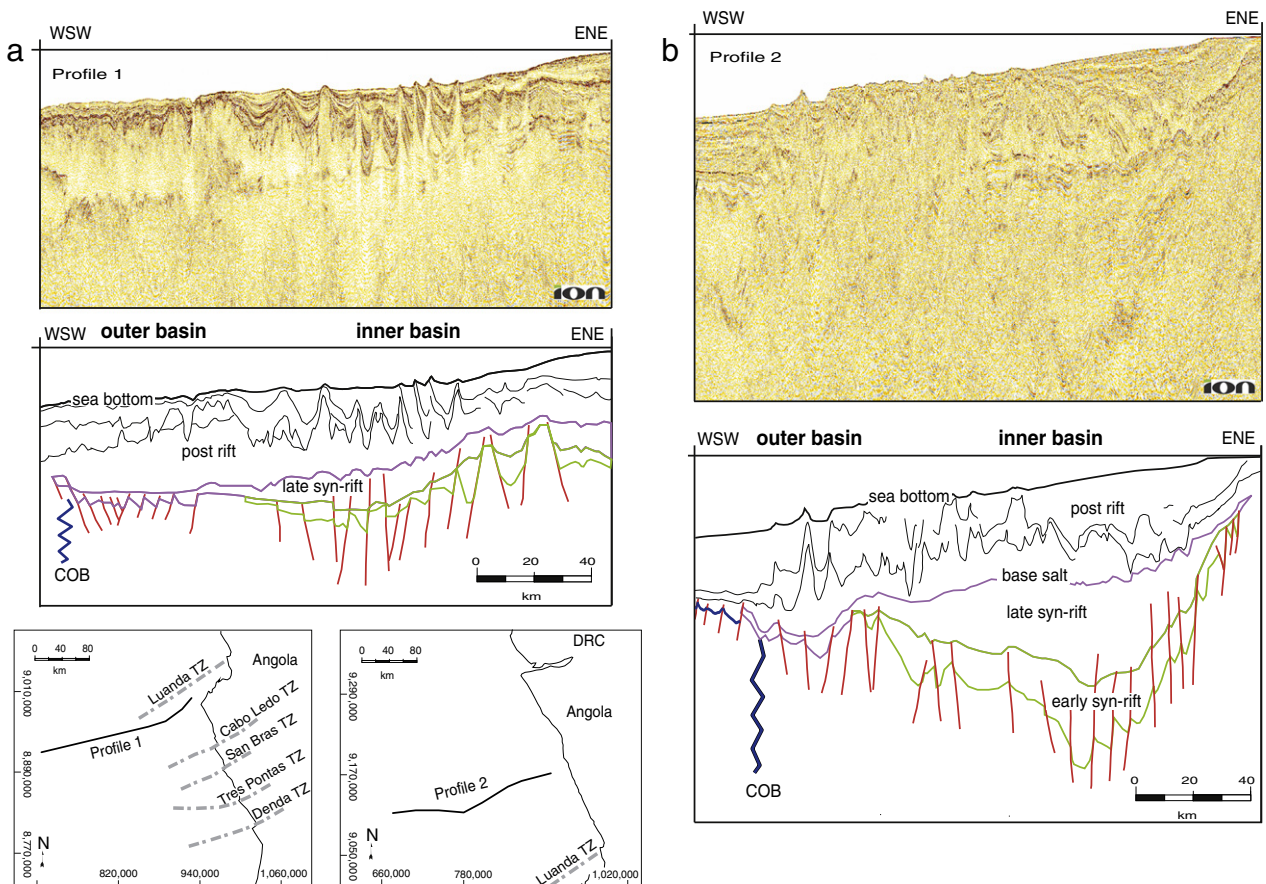 a
WSW
ENE
Profile 1
ion
WSW
outer basin
inner basin
ENE
sea bottom
post rift
late syn-rift
COB
0 20 40
km
0 40 80
km
Luanda TZ
Angola
Cabo Ledo TZ
San Bras TZ
Tres Pontas TZ
Denda TZ
Profile 1
9,010,000
8,890,000
8,770,000
N
820,000
940,000
1,060,000
0 40 80
km
DRC
Angola
Profile 2
Luanda TZ
9,290,000
9,170,000
9,050,000
N
660,000
780,000
1,020,000
b
WSW
ENE
Profile 2
ion
WSW
outer basin
inner basin
ENE
sea bottom
post rift
base salt
late syn-rift
early syn-rift
COB
0 20 40
km